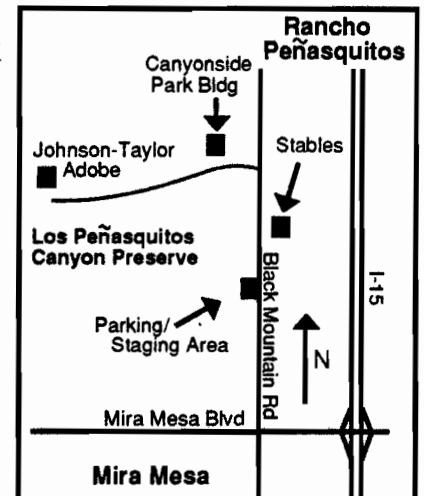 Rancho
Peñasquitos
Canyonside
Park Bldg
Johnson-Taylor
Adobe
Stables
Los Peñasquitos
Canyon Preserve
Black Mountain Rd
I-15
Parking/
Staging Area
N
Mira Mesa Blvd
Mira Mesa